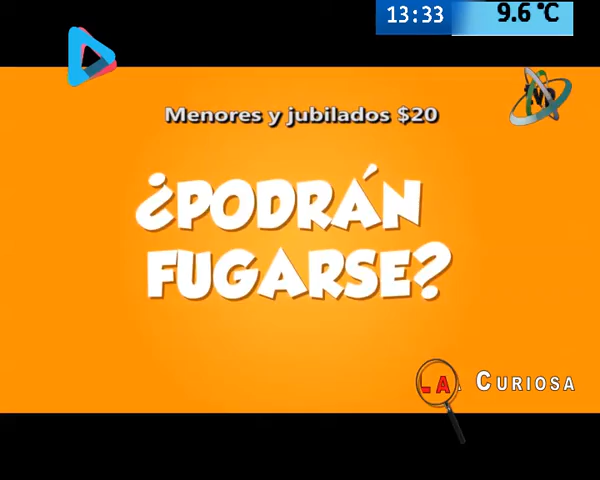 13:33 9.6 °C
Menores y jubilados $20
¿PODRÁN
FUGARSE?
LA CURIOSA